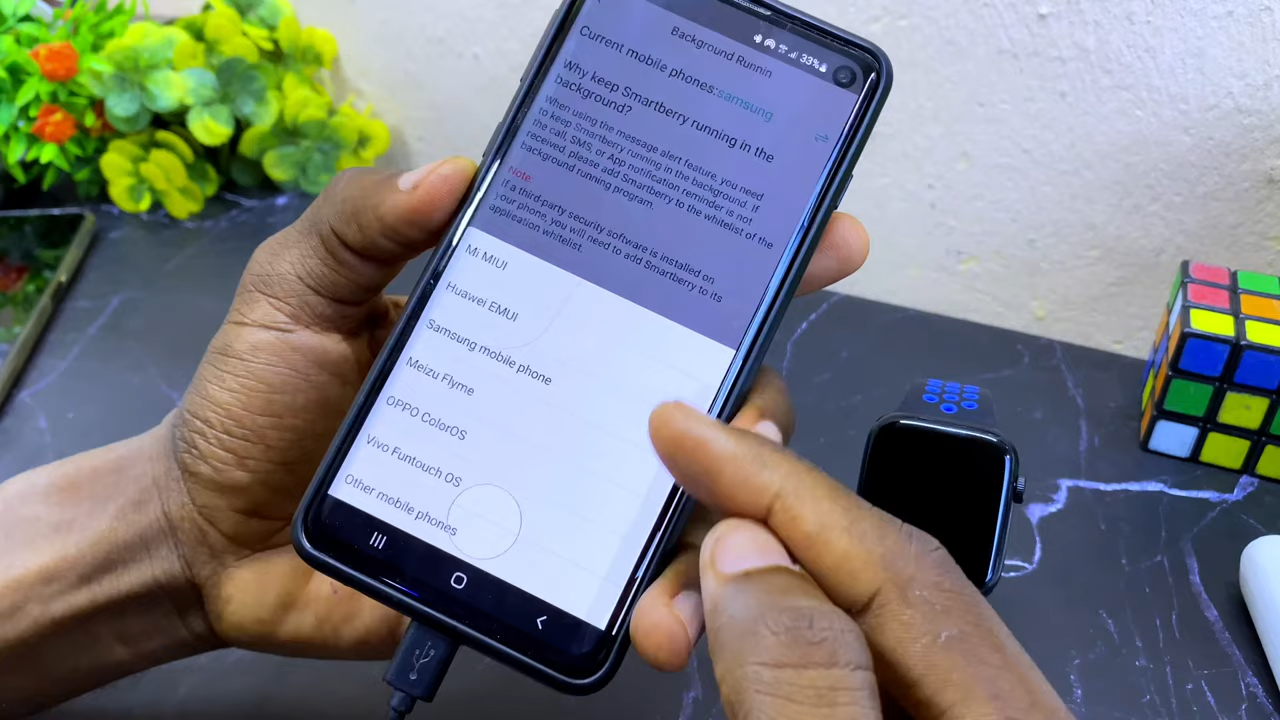 33%
Background Runnin
Current mobile phones:samsung
Why keep Smartberry running in the
background?
When using the message alert feature, you need
to keep Smartberry running in the background. If
the call, SMS, or App notification reminder is not
received, please add Smartberry to the whitelist of the
background running program.
Note:
If a third-party security software is installed on
your phone, you will need to add Smartberry to its
application whitelist.
Mi MIUI
Huawei EMUI
Samsung mobile phone
Meizu Flyme
OPPO ColorOS
Vivo Funtouch OS
Other mobile phones